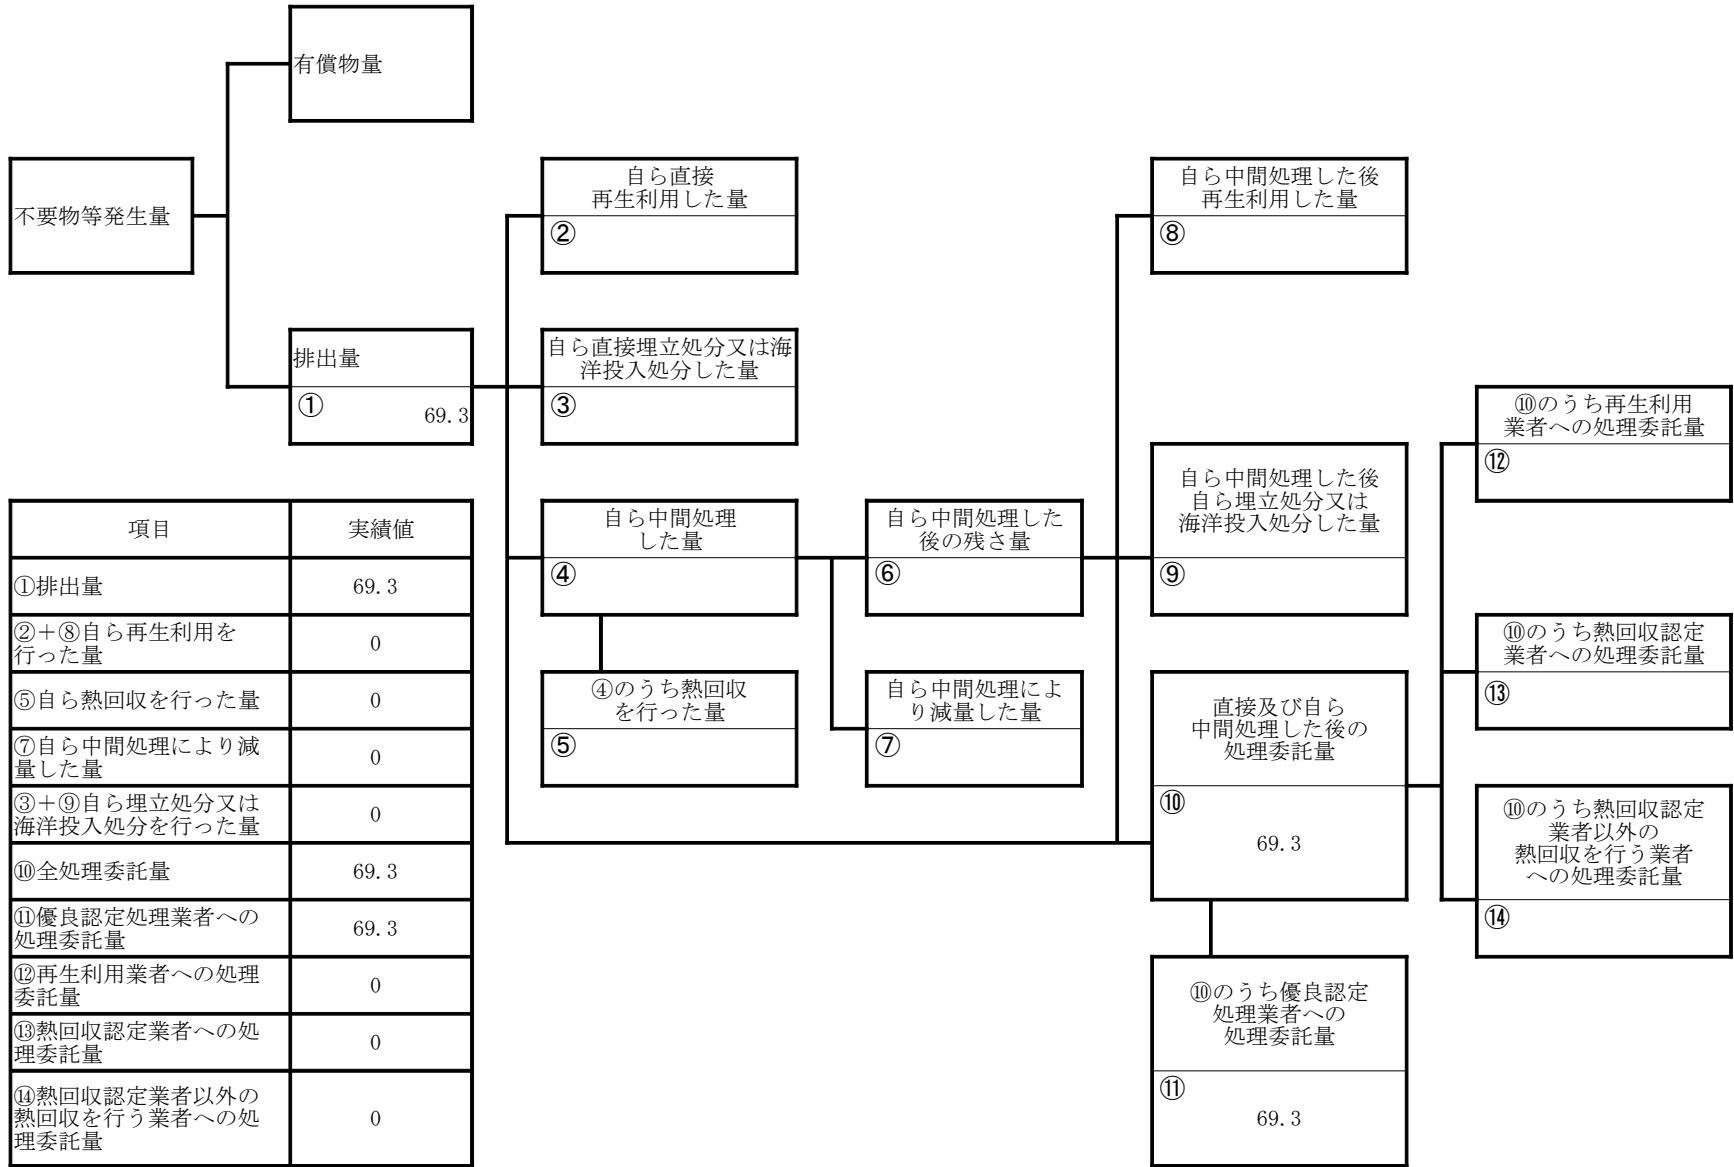 有償物量
不要物等発生量
自ら直接
再生利用した量
②
自ら中間処理した後
再生利用した量
⑧
排出量
①
69.3
自ら直接埋立処分又は海
洋投入処分した量
③
⑩のうち再生利用
業者への処理委託量
⑫
自ら中間処理
した量
④
自ら中間処理した
後の残さ量
⑥
自ら中間処理した後
自ら埋立処分又は
海洋投入処分した量
⑨
⑩のうち熱回収認定
業者への処理委託量
⑬
④のうち熱回収
を行った量
⑤
自ら中間処理によ
り減量した量
⑦
直接及び自ら
中間処理した後の
処理委託量
⑩
69.3
⑩のうち熱回収認定
業者以外の
熱回収を行う業者
への処理委託量
⑭
⑩のうち優良認定
処理業者への
処理委託量
⑪
69.3
項目 実績値
①排出量 69.3
②＋⑧自ら再生利用を
行った量 0
⑤自ら熱回収を行った量 0
⑦自ら中間処理により減
量した量 0
③＋⑨自ら埋立処分又は
海洋投入処分を行った量 0
⑩全処理委託量 69.3
⑪優良認定処理業者への
処理委託量 69.3
⑫再生利用業者への処理
委託量 0
⑬熱回収認定業者への処
理委託量 0
⑭熱回収認定業者以外の
熱回収を行う業者への処
理委託量 0